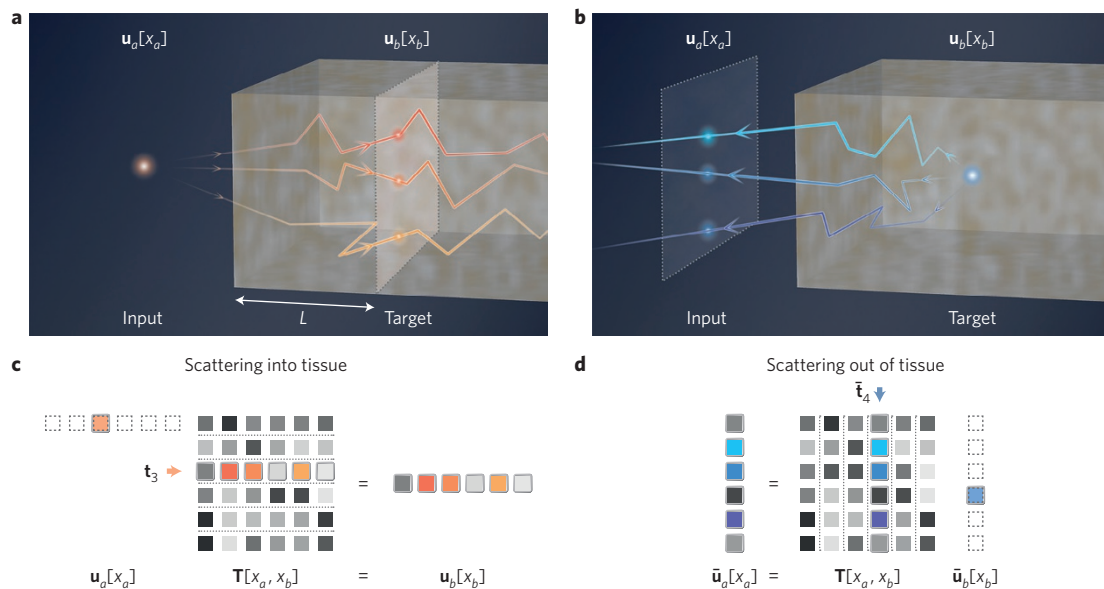 a
u_a[x_a] u_b[x_b]
Input L Target
b
u_a[x_a] u_b[x_b]
Input Target
c Scattering into tissue
t_3
=
u_a[x_a] T[x_a, x_b] = u_b[x_b]
d Scattering out of tissue
t̄_4
=
ū_a[x_a] = T[x_a, x_b] ū_b[x_b]